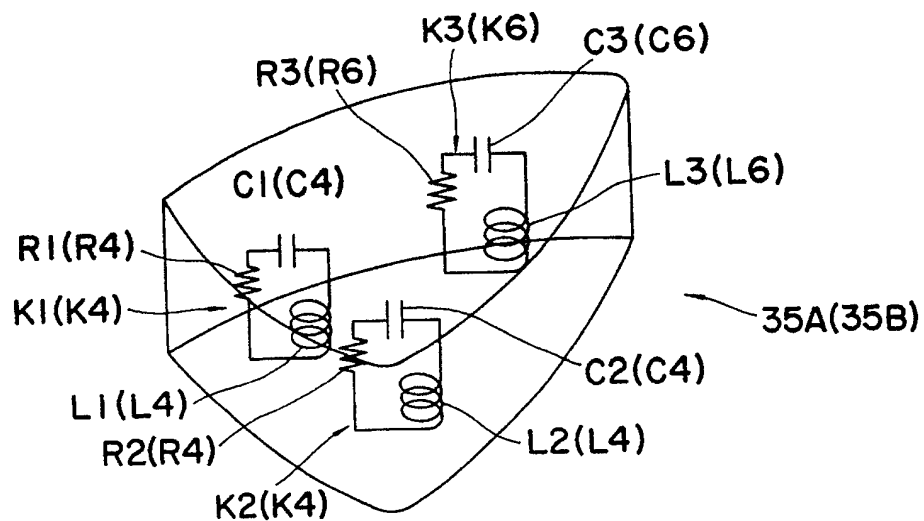 K3(K6)
C3(C6)
R3(R6)
C1(C4)
L3(L6)
R1(R4)
K1(K4)
35A(35B)
C2(C4)
L1(L4)
R2(R4)
L2(L4)
K2(K4)